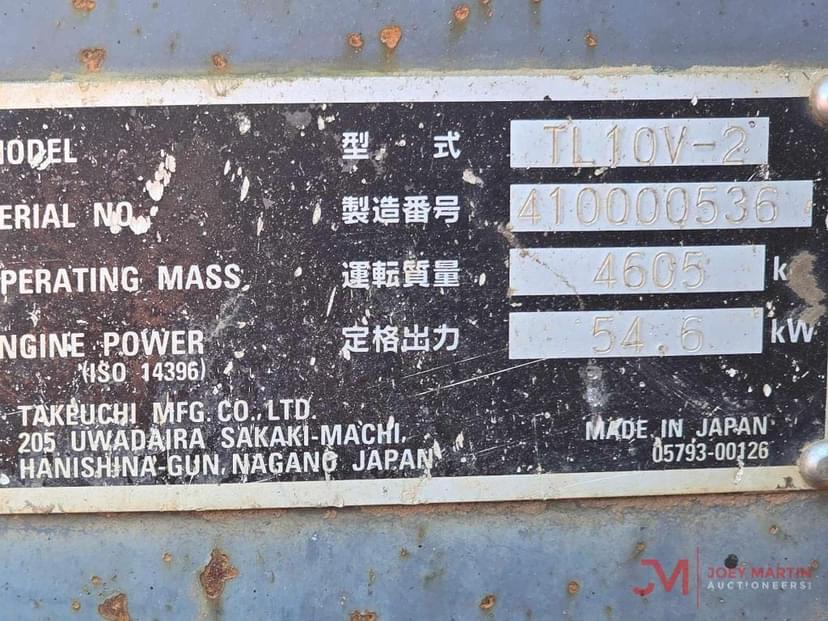 MODEL 型 式 TL10V-2
ERIAL NO. 製造番号 410000536
PERATING MASS 運転質量 4605 k
NGINE POWER 定格出力 54.6 kW
(ISO 14396)
TAKEUCHI MFG. CO., LTD.
205 UWADAIRA SAKAKI-MACHI,
HANISHINA-GUN, NAGANO JAPAN
MADE IN JAPAN
05793-00126
JM JOEY MARTIN
AUCTIONEERS!